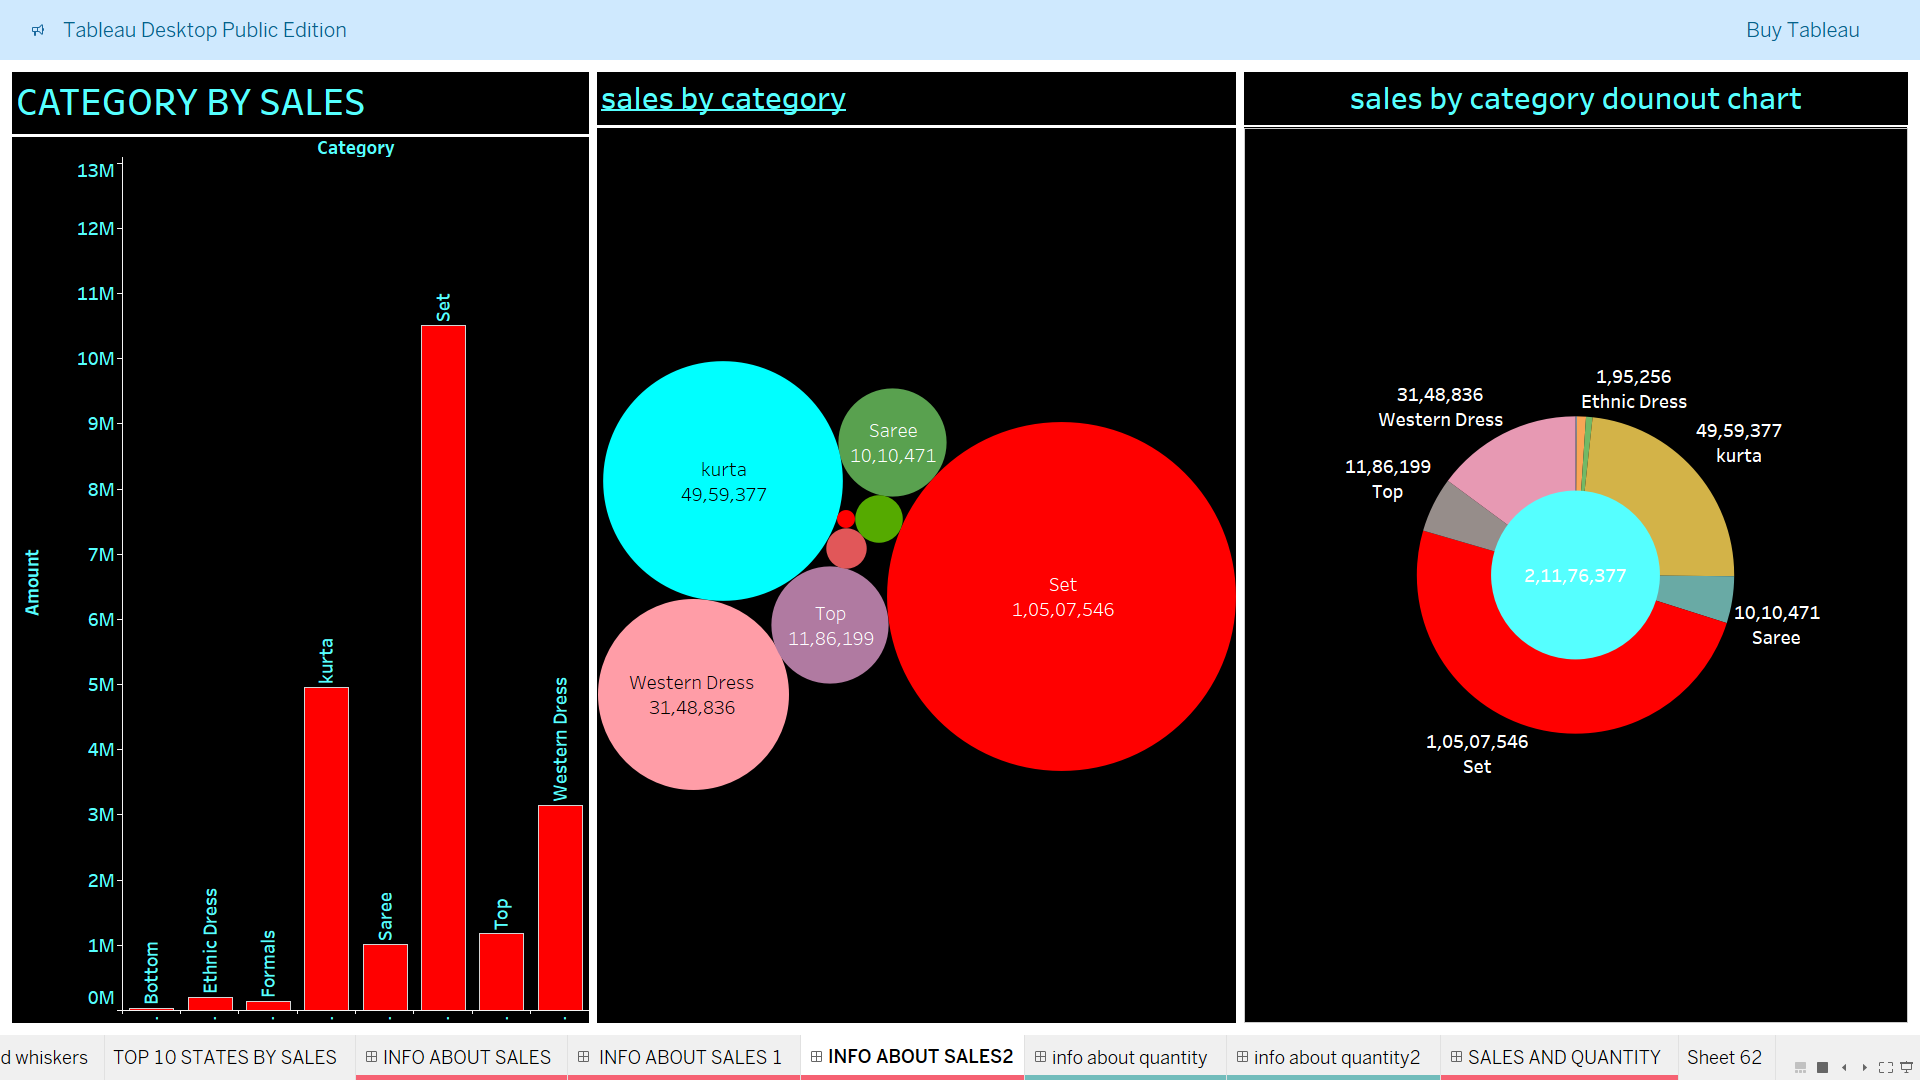 Tableau Desktop Public Edition
Buy Tableau
CATEGORY BY SALES
Category
13M
12M
11M
10M
9M
8M
7M
6M
5M
4M
3M
2M
1M
0M
Amount
Bottom
Ethnic Dress
Formals
kurta
Saree
Set
Top
Western Dress
sales by category
kurta
49,59,377
Saree
10,10,471
Set
1,05,07,546
Top
11,86,199
Western Dress
31,48,836
sales by category dounout chart
1,95,256
Ethnic Dress
31,48,836
Western Dress
49,59,377
kurta
11,86,199
Top
2,11,76,377
10,10,471
Saree
1,05,07,546
Set
d whiskers
TOP 10 STATES BY SALES
INFO ABOUT SALES
INFO ABOUT SALES 1
INFO ABOUT SALES2
info about quantity
info about quantity2
SALES AND QUANTITY
Sheet 62